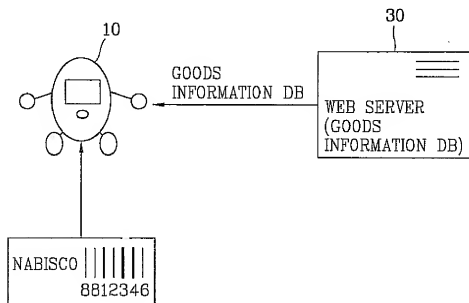 10
30
GOODS
INFORMATION DB
WEB SERVER
(GOODS
INFORMATION DB)
NABISCO
8812346